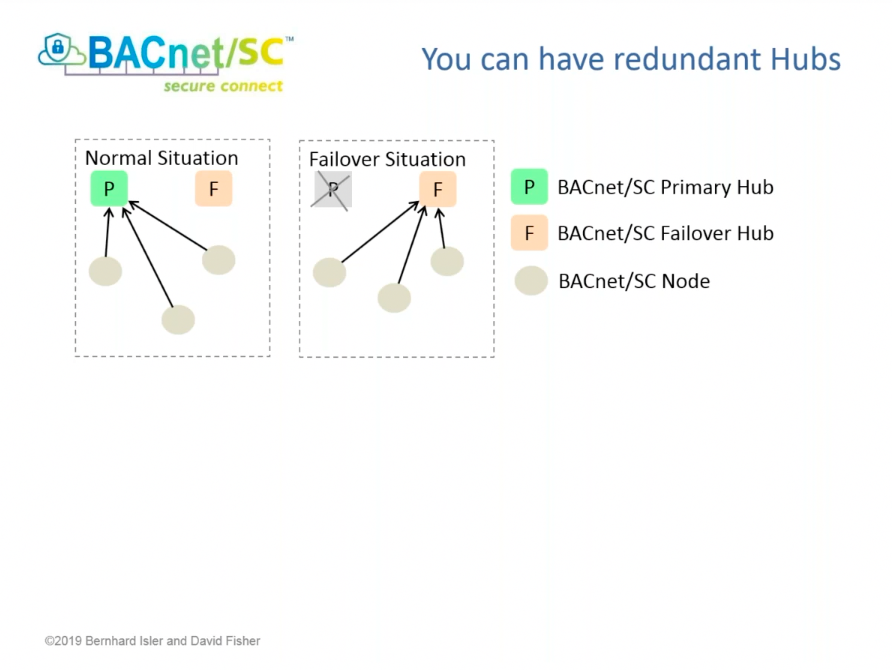 BACnet/SC™
secure connect
You can have redundant Hubs
Normal Situation
P
F
Failover Situation
P
F
P BACnet/SC Primary Hub
F BACnet/SC Failover Hub
BACnet/SC Node
©2019 Bernhard Isler and David Fisher